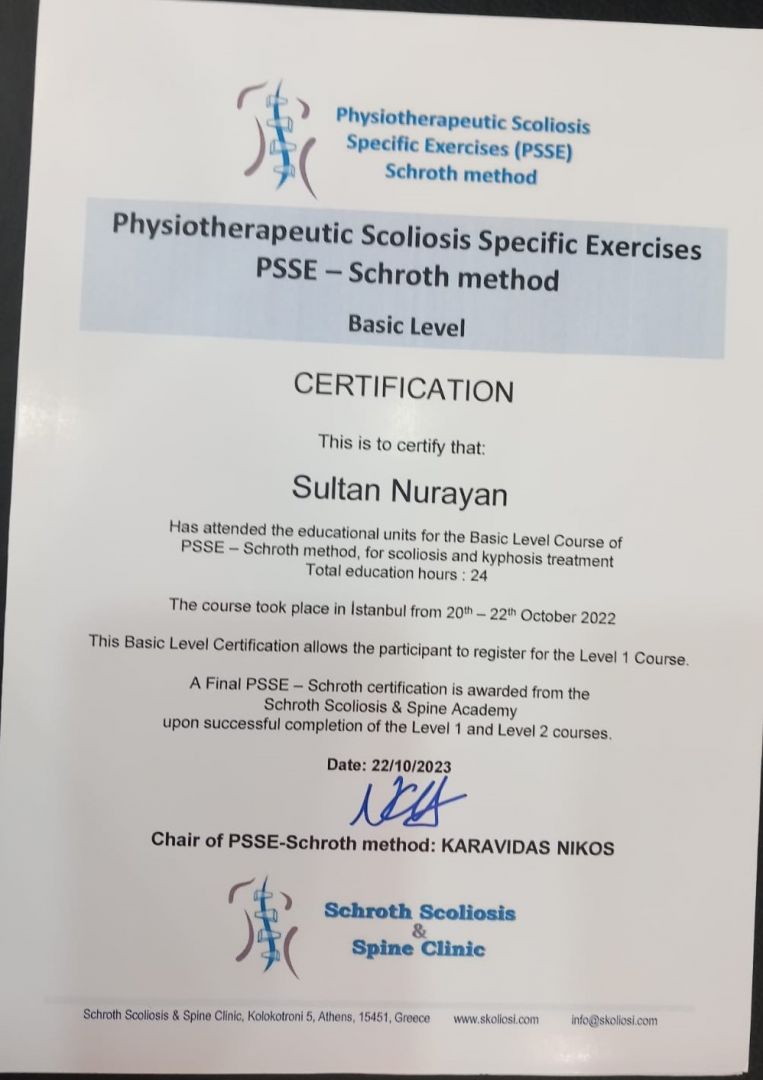 Physiotherapeutic Scoliosis
Specific Exercises (PSSE)
Schroth method
Physiotherapeutic Scoliosis Specific Exercises
PSSE – Schroth method
Basic Level
CERTIFICATION
This is to certify that:
Sultan Nurayan
Has attended the educational units for the Basic Level Course of
PSSE – Schroth method, for scoliosis and kyphosis treatment
Total education hours : 24
The course took place in İstanbul from 20th – 22th October 2022
This Basic Level Certification allows the participant to register for the Level 1 Course.
A Final PSSE – Schroth certification is awarded from the
Schroth Scoliosis & Spine Academy
upon successful completion of the Level 1 and Level 2 courses.
Date: 22/10/2023
Chair of PSSE-Schroth method: KARAVIDAS NIKOS
Schroth Scoliosis
&
Spine Clinic
Schroth Scoliosis & Spine Clinic, Kolokotroni 5, Athens, 15451, Greece www.skoliosi.com info@skoliosi.com